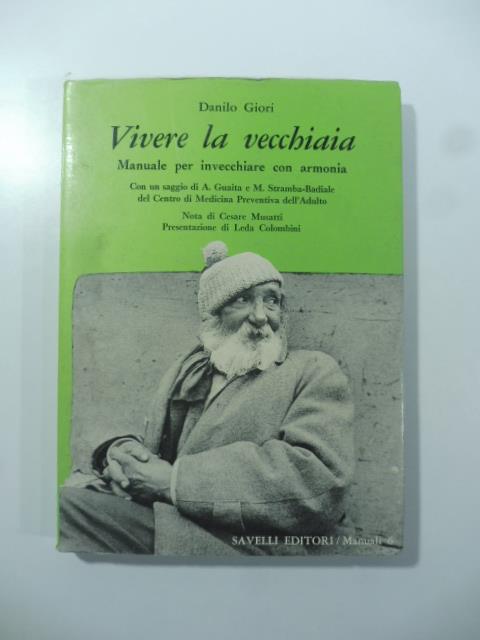 Danilo Giori
Vivere la vecchiaia
Manuale per invecchiare con armonia
Con un saggio di A. Guaita e M. Stramba-Badiale
del Centro di Medicina Preventiva dell'Adulto
Nota di Cesare Musatti
Presentazione di Leda Colombini
SAVELLI EDITORI / Manuali 6